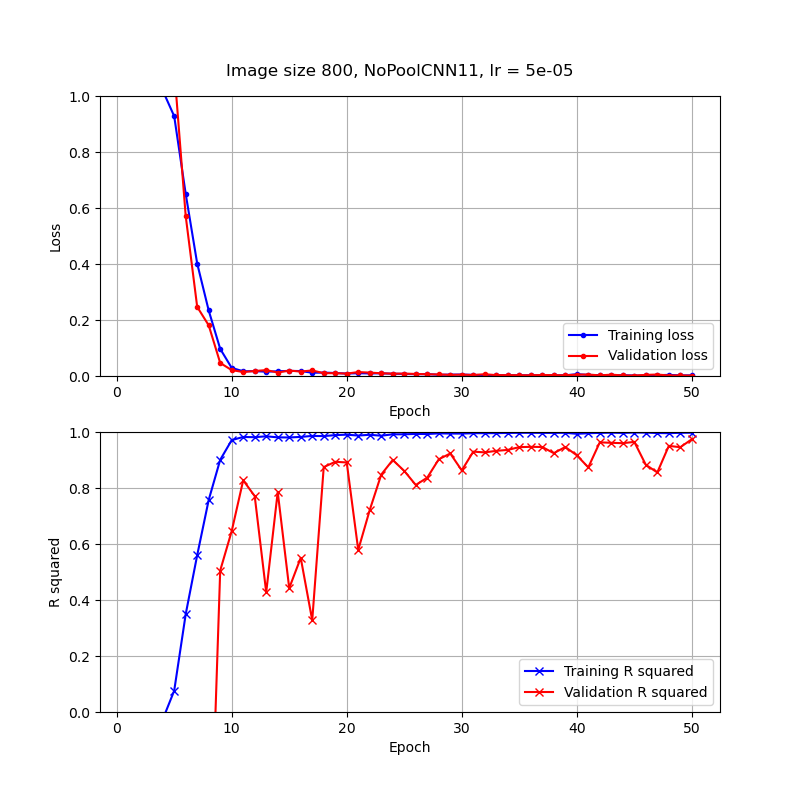 Image size 800, NoPoolCNN11, lr = 5e-05
1.0
0.8
0.6
0.4
0.2
0.0
Loss
0 10 20 30 40 50
Epoch
Training loss
Validation loss
1.0
0.8
0.6
0.4
0.2
0.0
R squared
0 10 20 30 40 50
Epoch
Training R squared
Validation R squared